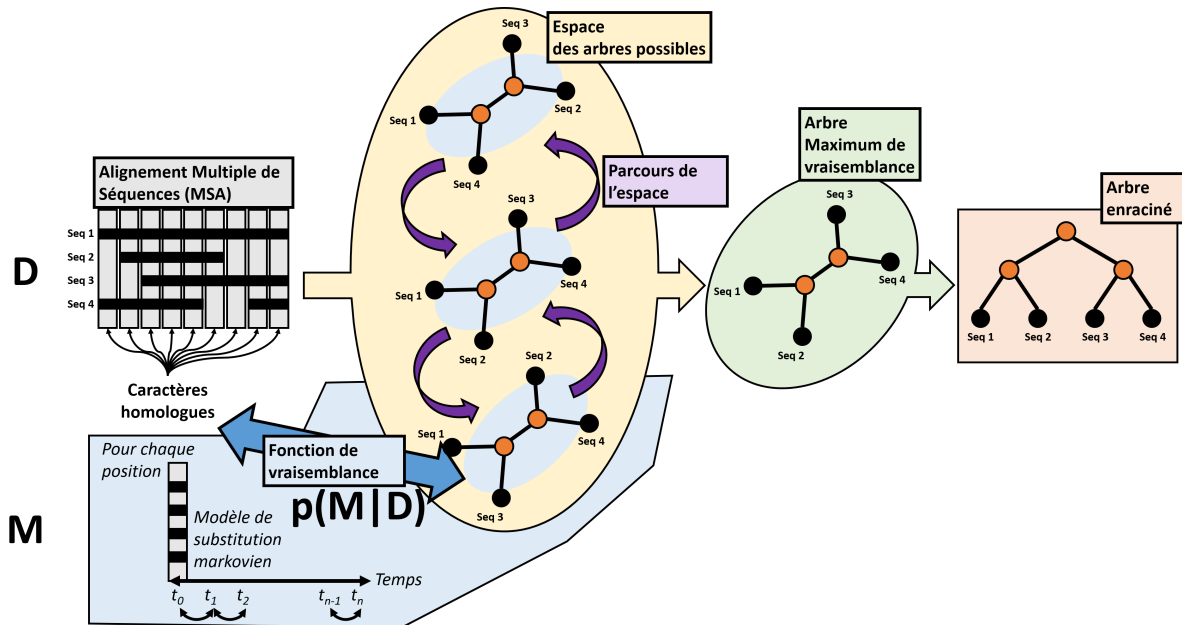 Seq 3
Espace
des arbres possibles
Seq 1
Seq 2
Seq 4
Arbre
Maximum de
vraisemblance
Alignement Multiple de
Séquences (MSA)
Parcours de
l'espace
Arbre
enraciné
D
Seq 1
Seq 2
Seq 3
Seq 4
Seq 3
Seq 1
Seq 4
Seq 2
Seq 3
Seq 1
Seq 4
Seq 2
Seq 1
Seq 2
Seq 3
Seq 4
Caractères
homologues
Seq 2
Seq 1
Seq 4
Seq 3
M
Pour chaque
position
Fonction de
vraisemblance
p(M|D)
Modèle de
substitution
markovien
Temps
t0
t1
t2
tn-1
tn